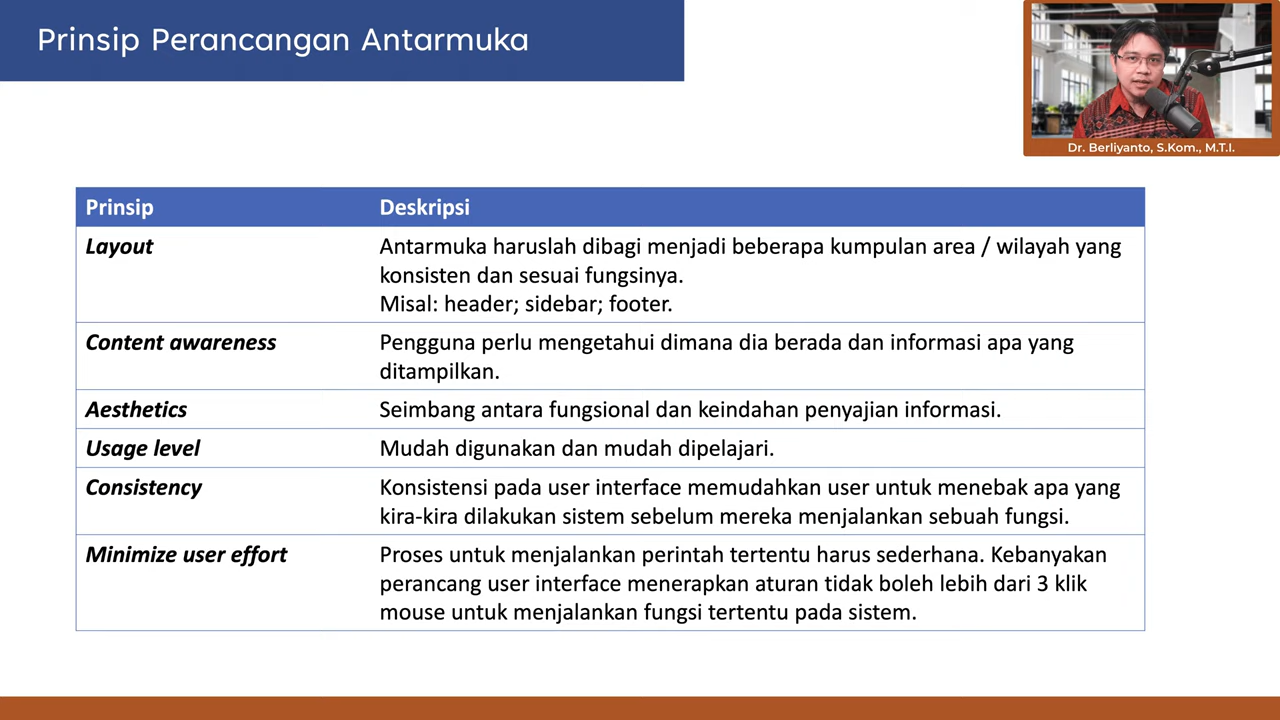 Prinsip Perancangan Antarmuka
Dr. Berliyanto, S.Kom., M.T.I.
Prinsip Deskripsi
Layout Antarmuka haruslah dibagi menjadi beberapa kumpulan area / wilayah yang
konsisten dan sesuai fungsinya.
Misal: header; sidebar; footer.
Content awareness Pengguna perlu mengetahui dimana dia berada dan informasi apa yang
ditampilkan.
Aesthetics Seimbang antara fungsional dan keindahan penyajian informasi.
Usage level Mudah digunakan dan mudah dipelajari.
Consistency Konsistensi pada user interface memudahkan user untuk menebak apa yang
kira-kira dilakukan sistem sebelum mereka menjalankan sebuah fungsi.
Minimize user effort Proses untuk menjalankan perintah tertentu harus sederhana. Kebanyakan
perancang user interface menerapkan aturan tidak boleh lebih dari 3 klik
mouse untuk menjalankan fungsi tertentu pada sistem.